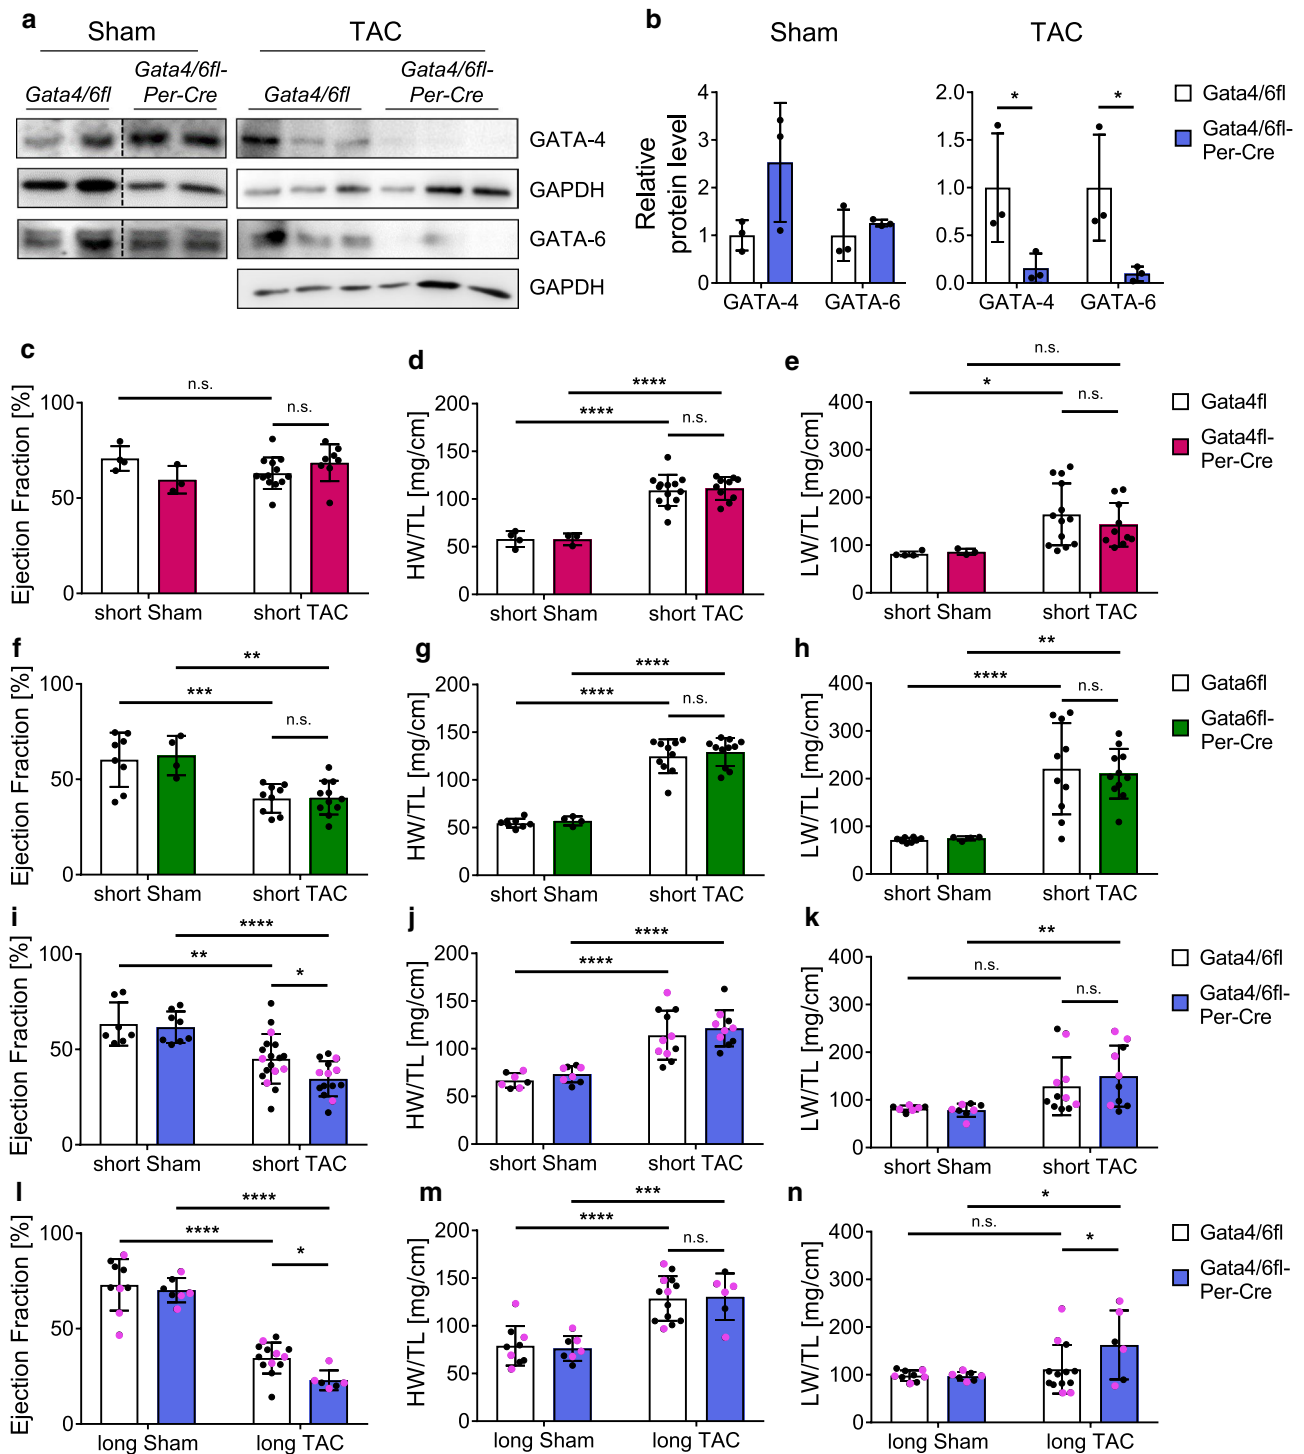 a
Sham
TAC
Gata4/6fl
Gata4/6fl-
Per-Cre
Gata4/6fl
Gata4/6fl-
Per-Cre
GATA-4
GAPDH
GATA-6
GAPDH
b
Sham
TAC
Relative
protein level
4
3
2
1
0
GATA-4
GATA-6
2.0
1.5
1.0
0.5
0.0
*
*
GATA-4
GATA-6
Gata4/6fl
Gata4/6fl-
Per-Cre
c
Ejection Fraction [%]
100
50
0
n.s.
n.s.
short Sham
short TAC
d
HW/TL [mg/cm]
200
150
100
50
0
****
****
n.s.
short Sham
short TAC
e
LW/TL [mg/cm]
400
300
200
100
0
n.s.
*
n.s.
short Sham
short TAC
Gata4fl
Gata4fl-
Per-Cre
f
Ejection Fraction [%]
100
50
0
**
***
n.s.
short Sham
short TAC
g
HW/TL [mg/cm]
200
150
100
50
0
****
****
n.s.
short Sham
short TAC
h
LW/TL [mg/cm]
400
300
200
100
0
**
****
n.s.
short Sham
short TAC
Gata6fl
Gata6fl-
Per-Cre
i
Ejection Fraction [%]
100
50
0
****
**
*
short Sham
short TAC
j
HW/TL [mg/cm]
200
150
100
50
0
****
****
short Sham
short TAC
k
LW/TL [mg/cm]
400
300
200
100
0
**
n.s.
n.s.
short Sham
short TAC
Gata4/6fl
Gata4/6fl-
Per-Cre
l
Ejection Fraction [%]
100
50
0
****
****
*
long Sham
long TAC
m
HW/TL [mg/cm]
200
150
100
50
0
***
****
n.s.
long Sham
long TAC
n
LW/TL [mg/cm]
400
300
200
100
0
*
n.s.
*
long Sham
long TAC
Gata4/6fl
Gata4/6fl-
Per-Cre